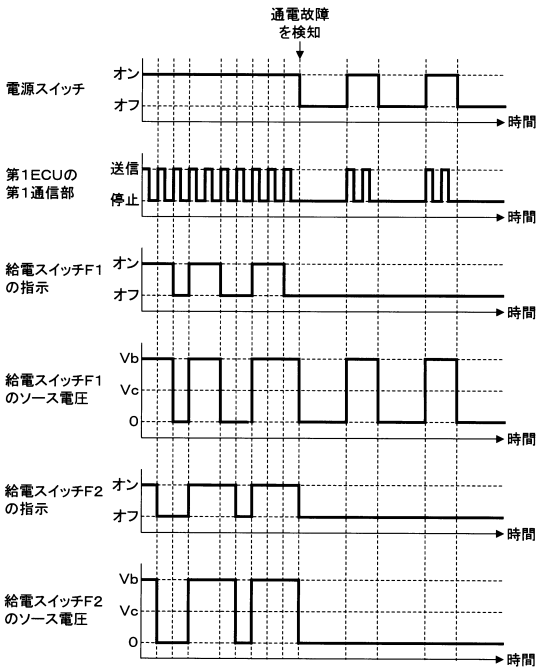 通電故障
を検知
電源スイッチ
オン
オフ
時間
第1ECUの
第1通信部
送信
停止
時間
給電スイッチF1
の指示
オン
オフ
時間
給電スイッチF1
のソース電圧
Vb
Vc
0
時間
給電スイッチF2
の指示
オン
オフ
時間
給電スイッチF2
のソース電圧
Vb
Vc
0
時間